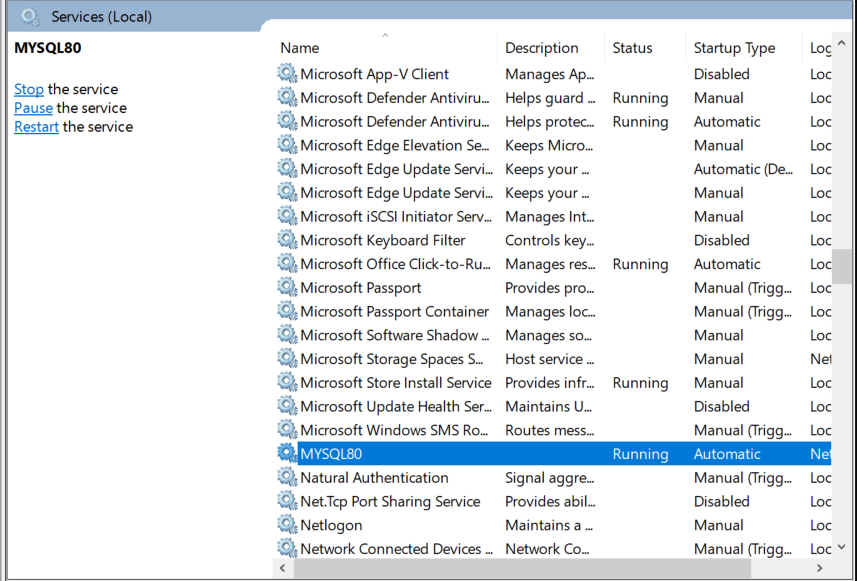 Services (Local)
MYSQL80
Stop the service
Pause the service
Restart the service
Name Description Status Startup Type Log
Microsoft App-V Client Manages Ap... Disabled Loc
Microsoft Defender Antiviru... Helps guard ... Running Manual Loc
Microsoft Defender Antiviru... Helps protec... Running Automatic Loc
Microsoft Edge Elevation Se... Keeps Micro... Manual Loc
Microsoft Edge Update Servi... Keeps your ... Automatic (De... Loc
Microsoft Edge Update Servi... Keeps your ... Manual Loc
Microsoft iSCSI Initiator Serv... Manages Int... Manual Loc
Microsoft Keyboard Filter Controls key... Disabled Loc
Microsoft Office Click-to-Ru... Manages res... Running Automatic Loc
Microsoft Passport Provides pro... Manual (Trigg... Loc
Microsoft Passport Container Manages loc... Manual (Trigg... Loc
Microsoft Software Shadow ... Manages so... Manual Loc
Microsoft Storage Spaces S... Host service ... Manual Net
Microsoft Store Install Service Provides infr... Running Manual Loc
Microsoft Update Health Ser... Maintains U... Disabled Loc
Microsoft Windows SMS Ro... Routes mess... Manual (Trigg... Loc
MYSQL80 Running Automatic Net
Natural Authentication Signal aggre... Manual (Trigg... Loc
Net.Tcp Port Sharing Service Provides abil... Disabled Loc
Netlogon Maintains a ... Manual Loc
Network Connected Devices ... Network Co... Manual (Trigg... Loc